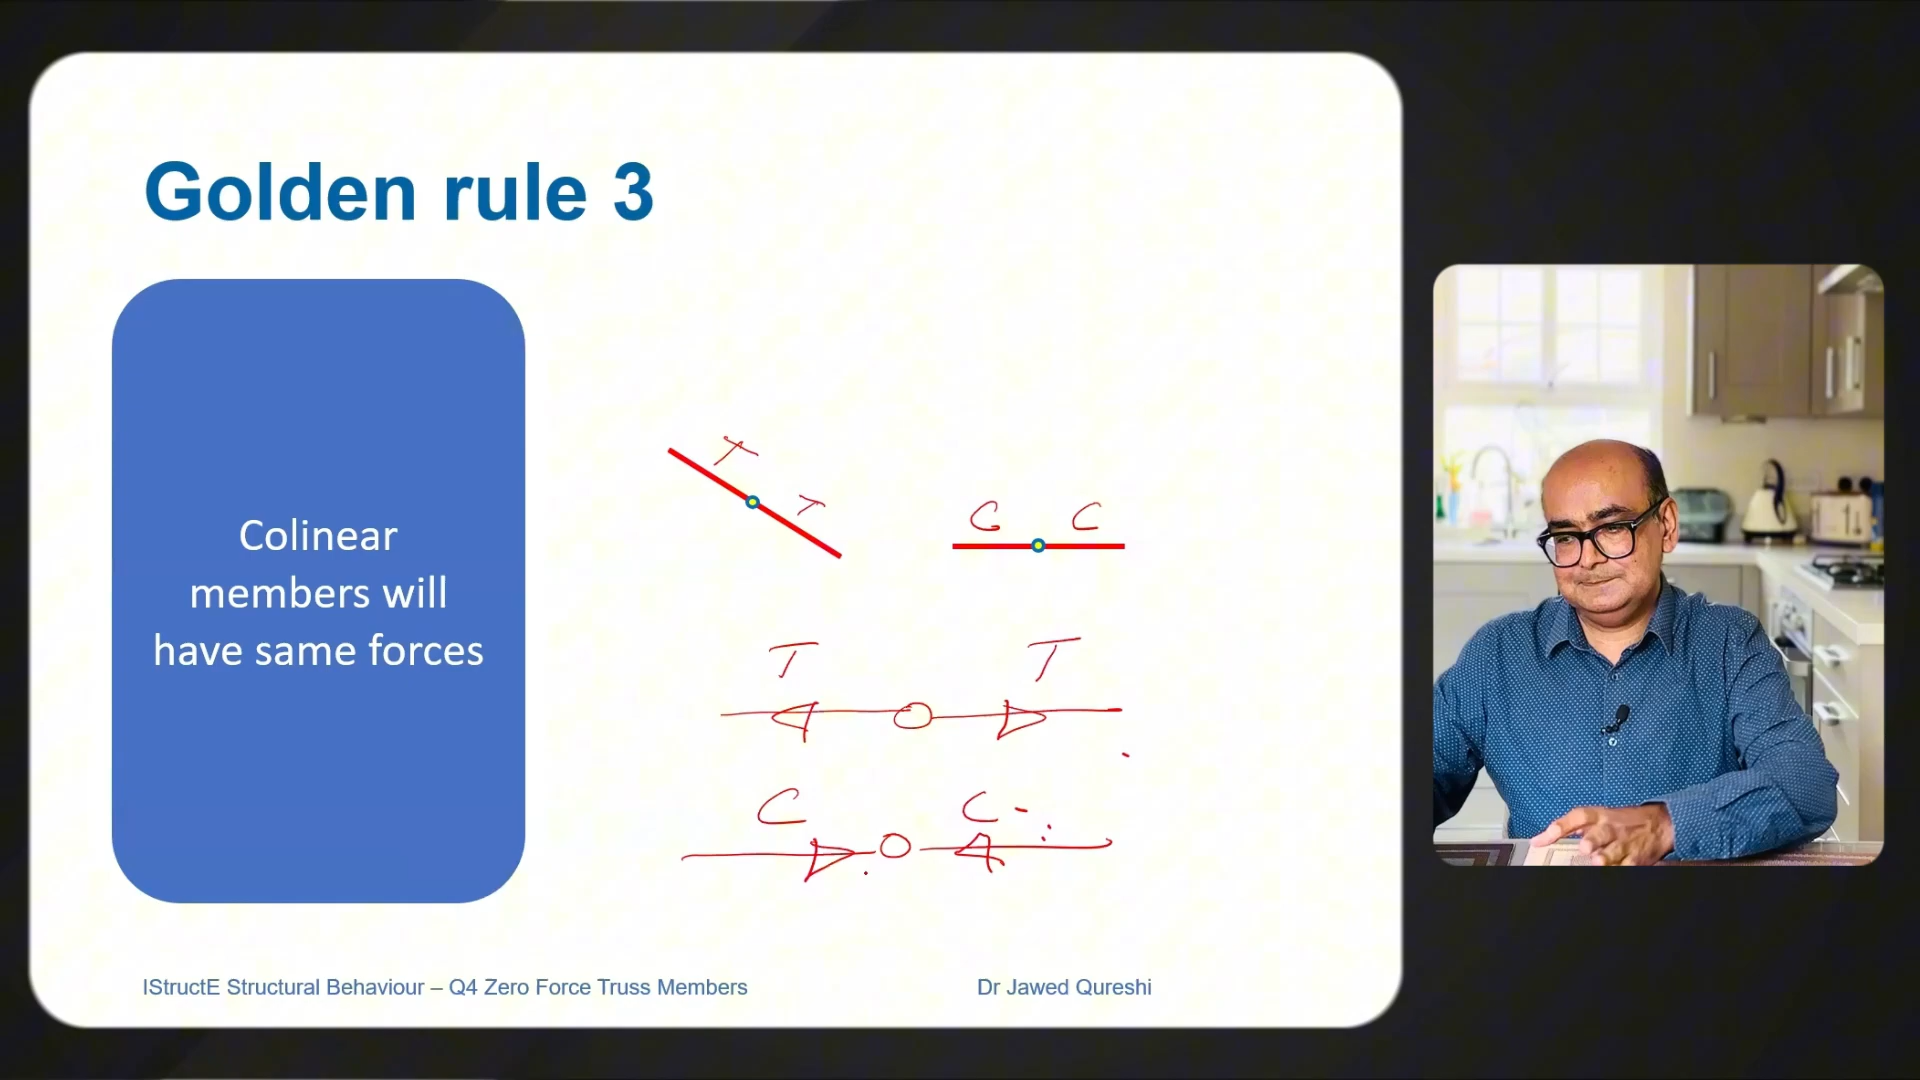 Golden rule 3
Colinear
members will
have same forces
T
T
C C
T T
C C
IStructE Structural Behaviour – Q4 Zero Force Truss Members
Dr Jawed Qureshi